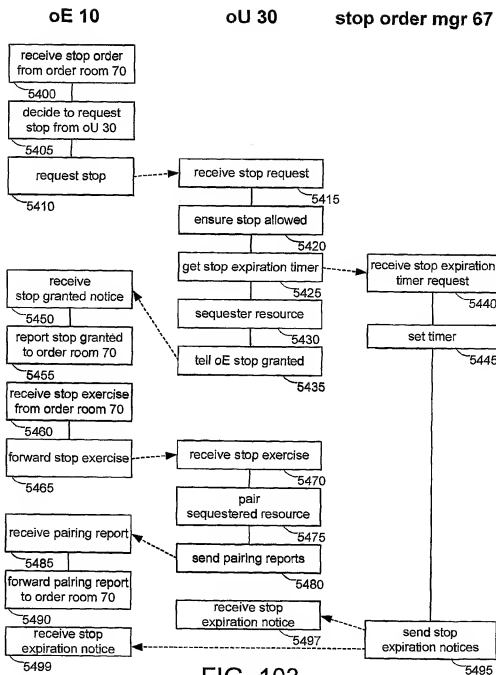 oE 10
oU 30
stop order mgr 67
receive stop order
from order room 70
5400
decide to request
stop from oU 30
5405
request stop
5410
receive stop request
5415
ensure stop allowed
5420
get stop expiration timer
5425
receive stop expiration
timer request
5440
sequester resource
5430
set timer
5445
tell oE stop granted
5435
receive
stop granted notice
5450
report stop granted
to order room 70
5455
receive stop exercise
from order room 70
5460
forward stop exercise
5465
receive stop exercise
5470
pair
sequestered resource
5475
send pairing reports
5480
receive pairing report
5485
forward pairing report
to order room 70
5490
receive stop
expiration notice
5497
send stop
expiration notices
5495
receive stop
expiration notice
5499
FIG. 103